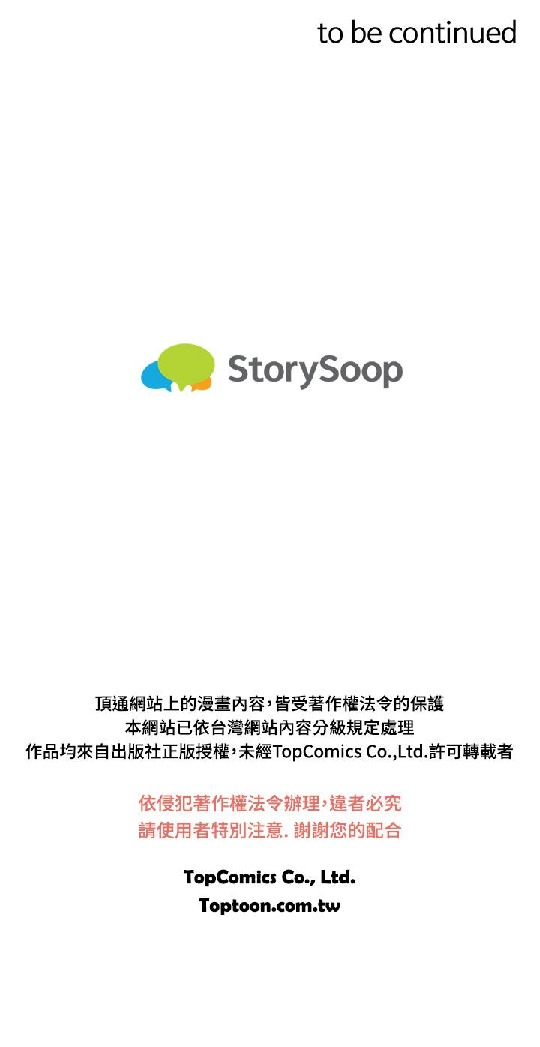 to be continued
StorySoop
頂通網站上的漫畫內容，皆受著作權法令的保護
本網站已依台灣網站內容分級規定處理
作品均來自出版社正版授權，未經TopComics Co.,Ltd.許可轉載者
依侵犯著作權法令辦理，違者必究
請使用者特別注意. 謝謝您的配合
TopComics Co., Ltd.
Toptoon.com.tw